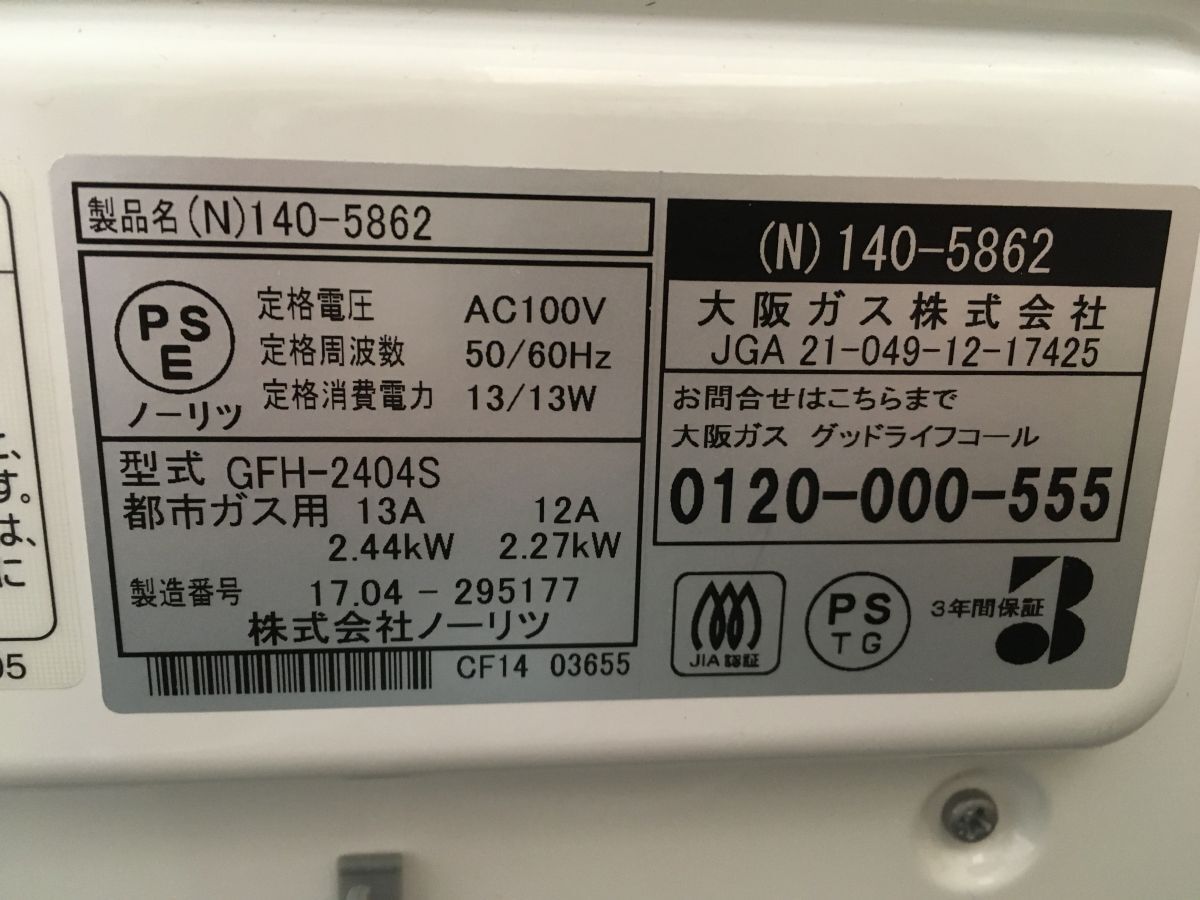 製品名(N)140-5862
PS
E
ノーリツ
定格電圧 AC100V
定格周波数 50/60Hz
定格消費電力 13/13W
型式 GFH-2404S
都市ガス用 13A 12A
2.44kW 2.27kW
製造番号 17.04 - 295177
株式会社ノーリツ
CF14 03655
(N)140-5862
大阪ガス株式会社
JGA 21-049-12-17425
お問合せはこちらまで
大阪ガス グッドライフコール
0120-000-555
JIA認証
PS
TG
3年間保証
す。
は、
に
05